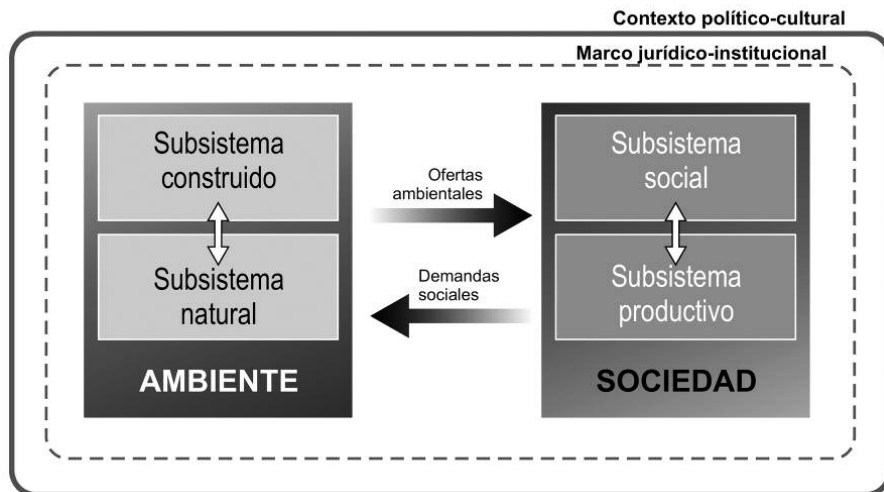 Contexto político-cultural
Marco jurídico-institucional
Subsistema
construido
Subsistema
natural
AMBIENTE
Ofertas
ambientales
Demandas
sociales
Subsistema
social
Subsistema
productivo
SOCIEDAD